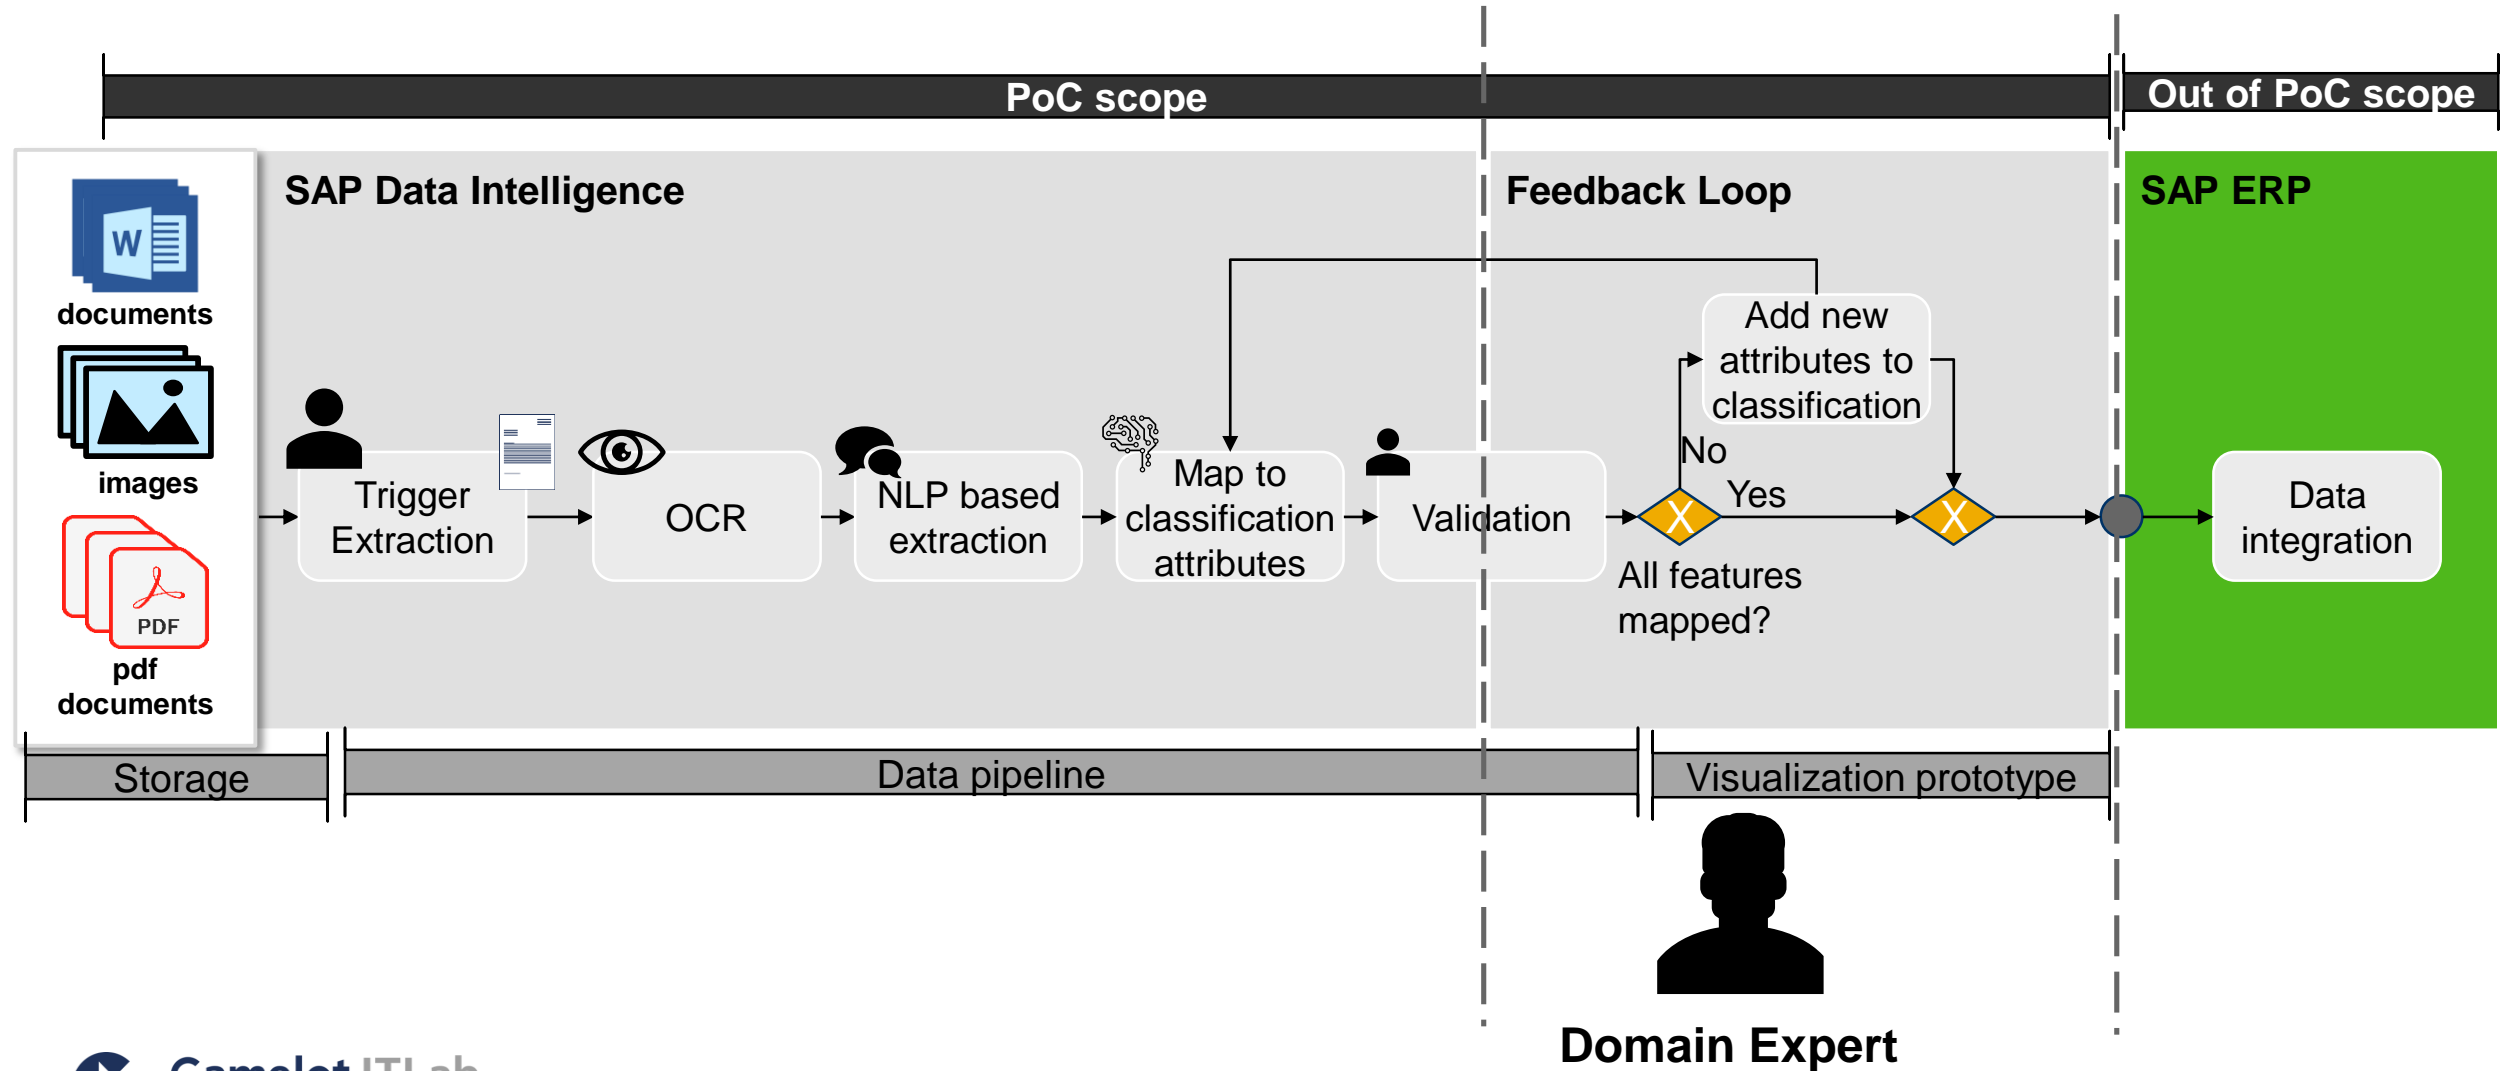 PoC scope
Out of PoC scope
SAP Data Intelligence
Feedback Loop
SAP ERP
W
documents
images
PDF
pdf
documents
Trigger
Extraction
OCR
NLP based
extraction
Map to
classification
attributes
Validation
Add new
attributes to
classification
No
Yes
X
X
All features
mapped?
Data
integration
Storage
Data pipeline
Visualization prototype
Domain Expert
Camelot ITLab